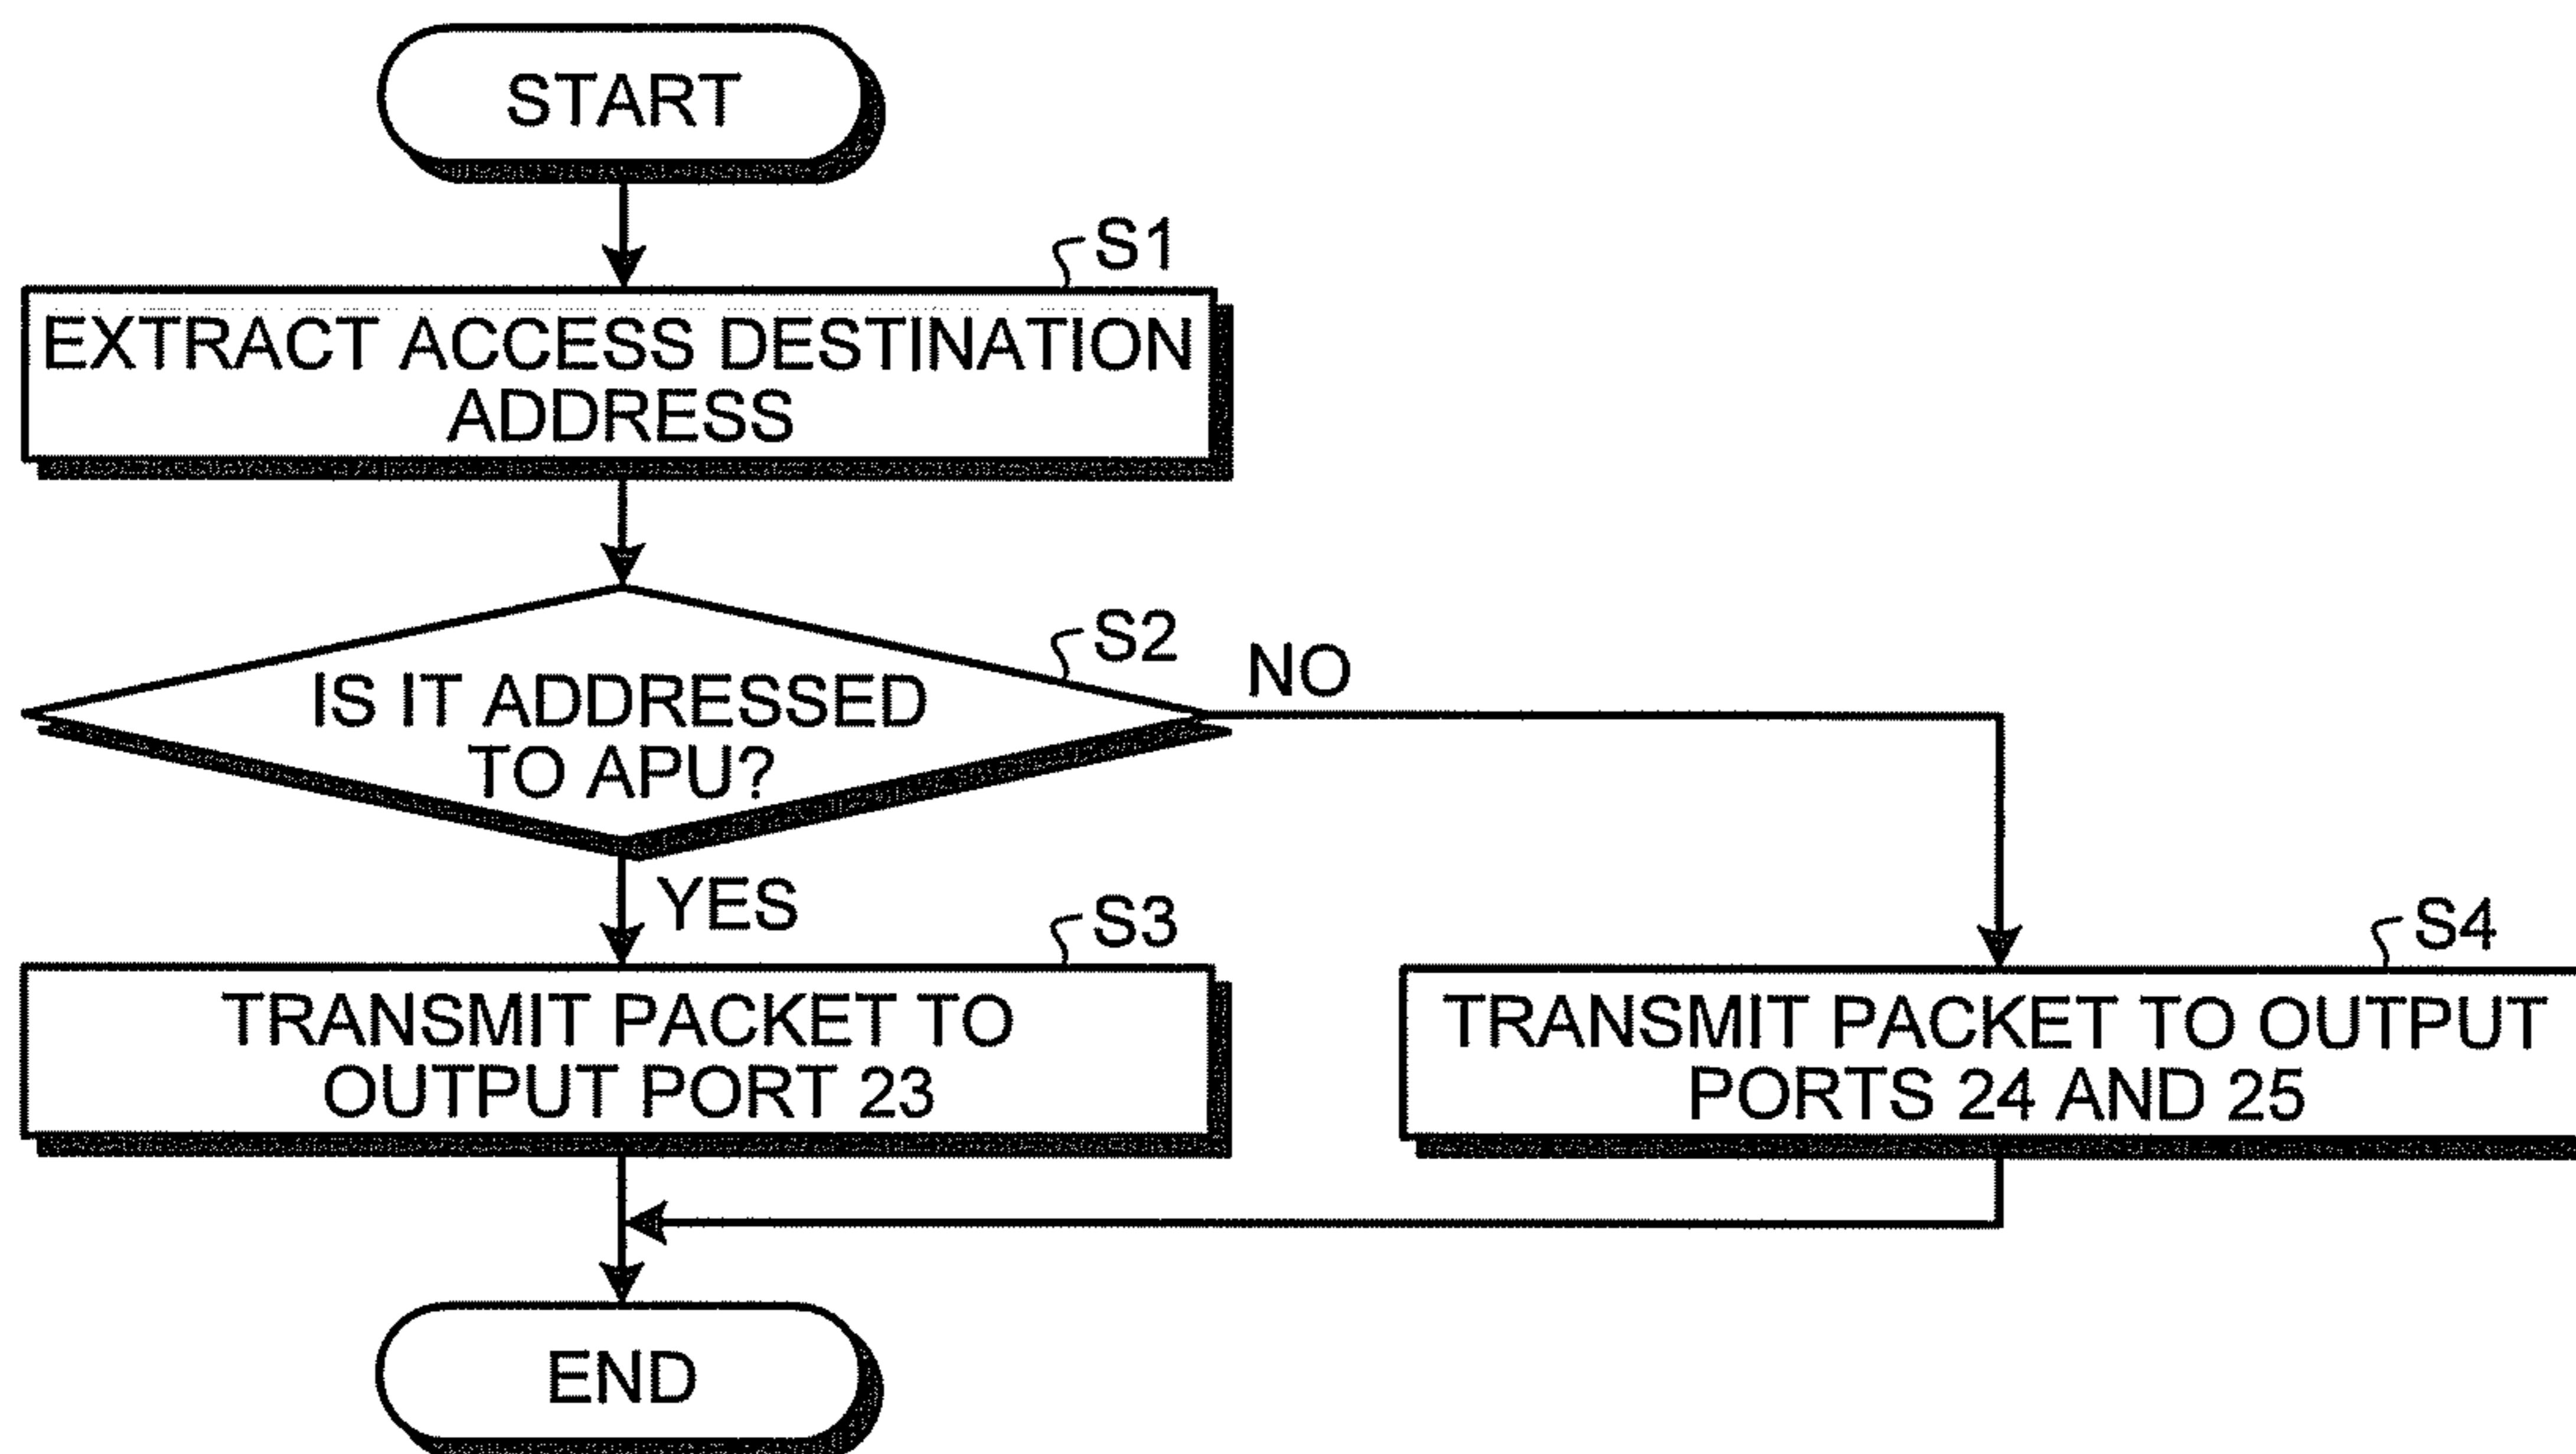 START
S1
EXTRACT ACCESS DESTINATION
ADDRESS
S2
IS IT ADDRESSED
TO APU?
NO
YES
S3
TRANSMIT PACKET TO
OUTPUT PORT 23
S4
TRANSMIT PACKET TO OUTPUT
PORTS 24 AND 25
END